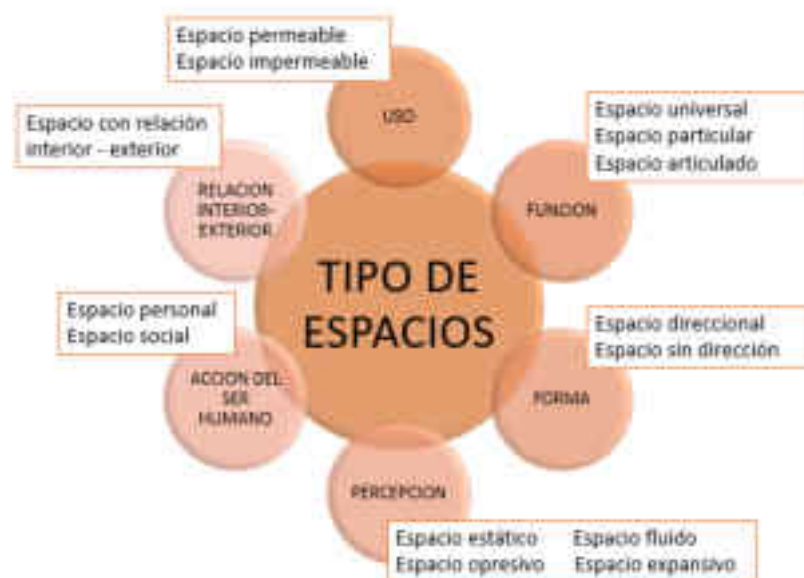 Espacio permeable
Espacio impermeable
USO
Espacio universal
Espacio particular
Espacio articulado
FUNCION
Espacio con relación
interior - exterior
RELACION
INTERIOR-
EXTERIOR
TIPO DE
ESPACIOS
Espacio personal
Espacio social
ACCION DEL
SER
HUMANO
Espacio direccional
Espacio sin dirección
FORMA
PERCEPCION
Espacio estático Espacio fluido
Espacio opresivo Espacio expansivo